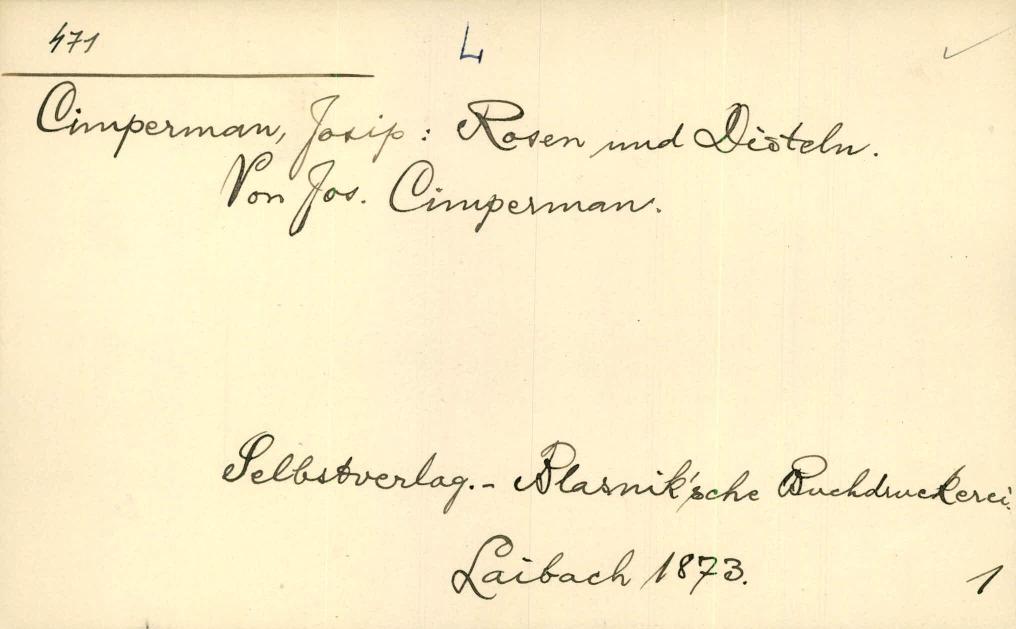 471
L
Cimperman, Josip: Rosen und Disteln.
Von Jos. Cimperman.
Selbstverlag. - Blasnik'sche Buchdruckerei.
Laibach 1873.
1